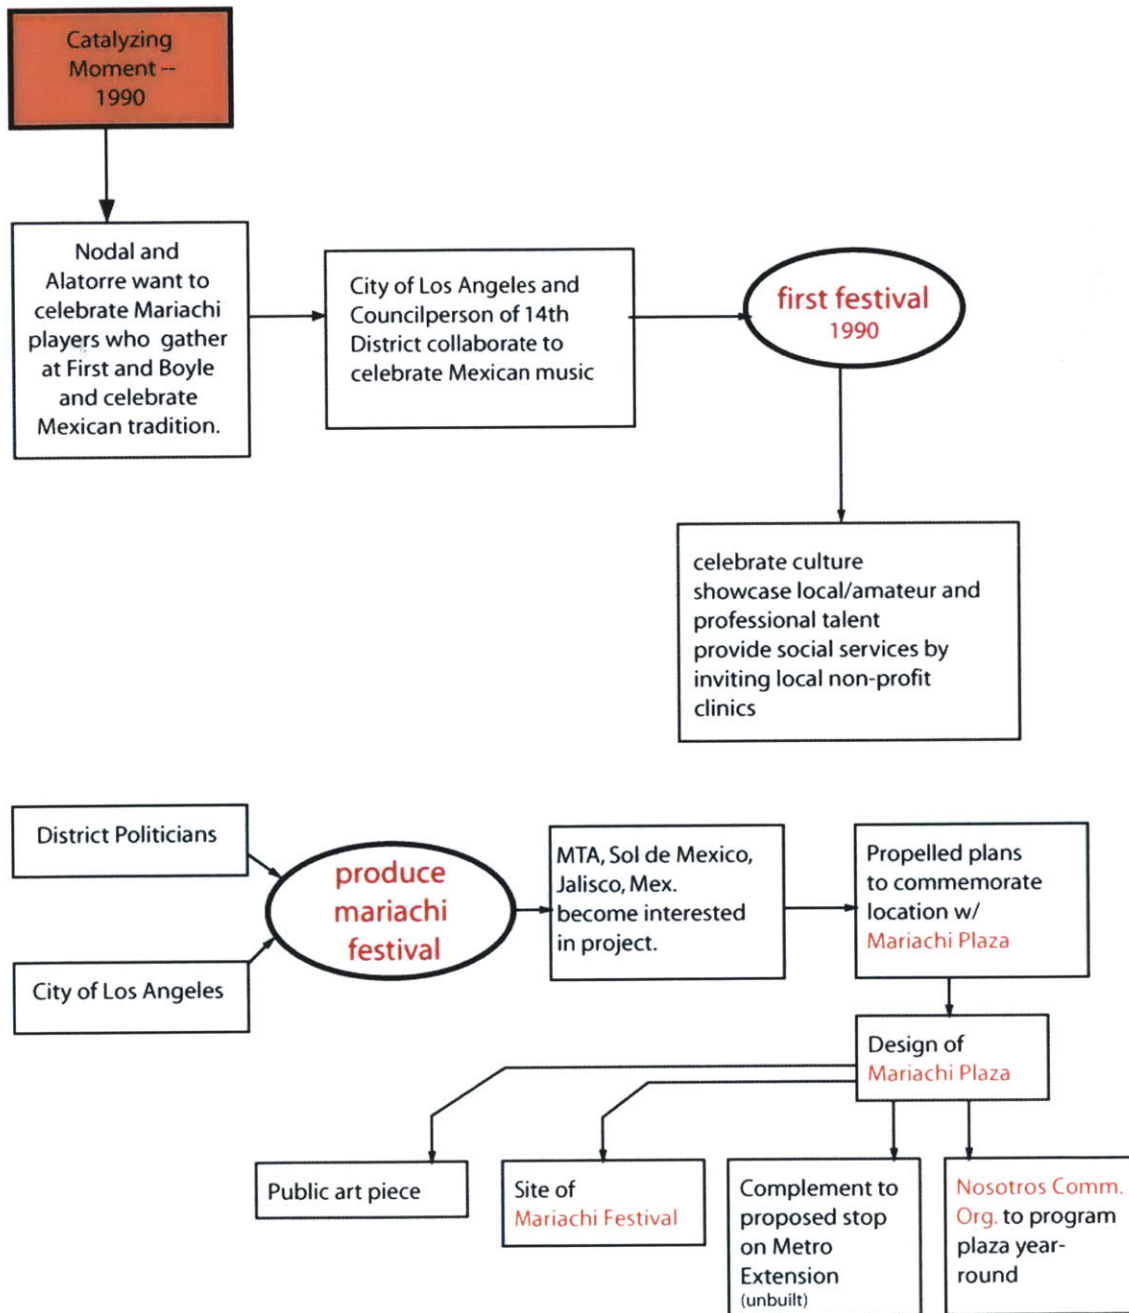 Catalyzing
Moment --
1990
Nodal and
Alatorre want to
celebrate Mariachi
players who gather
at First and Boyle
and celebrate
Mexican tradition.
City of Los Angeles and
Councilperson of 14th
District collaborate to
celebrate Mexican music
first festival
1990
celebrate culture
showcase local/amateur and
professional talent
provide social services by
inviting local non-profit
clinics
District Politicians
City of Los Angeles
produce
mariachi
festival
MTA, Sol de Mexico,
Jalisco, Mex.
become interested
in project.
Propelled plans
to commemorate
location w/
Mariachi Plaza
Design of
Mariachi Plaza
Public art piece
Site of
Mariachi Festival
Complement to
proposed stop
on Metro
Extension
(unbuilt)
Nosotros Comm.
Org. to program
plaza year-
round